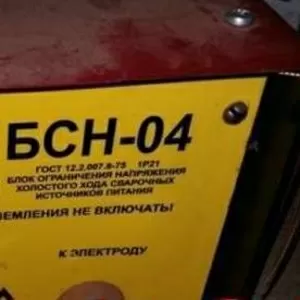 БСН-04
ГОСТ 12.2.007.8-75 1Р21
БЛОК ОГРАНИЧЕНИЯ НАПРЯЖЕНИЯ
ХОЛОСТОГО ХОДА СВАРОЧНЫХ
ИСТОЧНИКОВ ПИТАНИЯ
ЗЕМЛЕНИЯ НЕ ВКЛЮЧАТЬ!
К ЭЛЕКТРОДУ